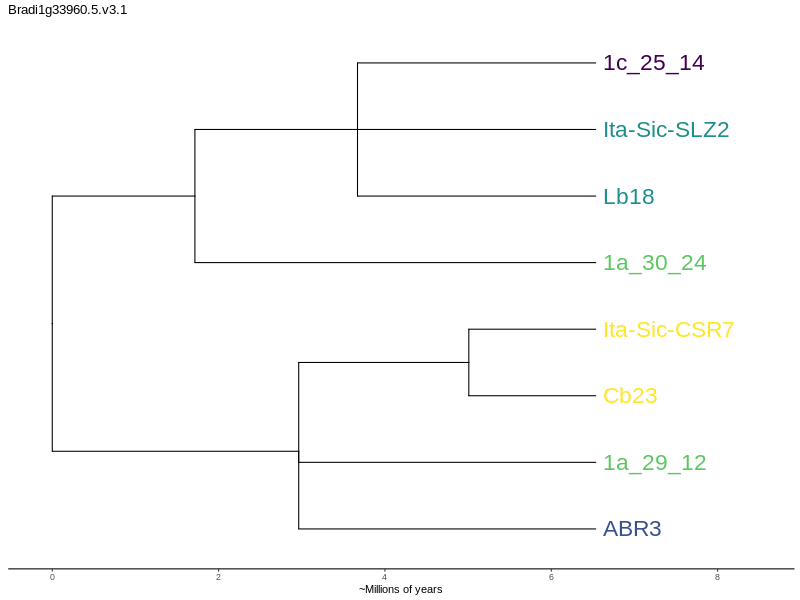 Bradi1g33960.5.v3.1
1c_25_14
Ita-Sic-SLZ2
Lb18
1a_30_24
Ita-Sic-CSR7
Cb23
1a_29_12
ABR3
0 2 4 6 8
~Millions of years